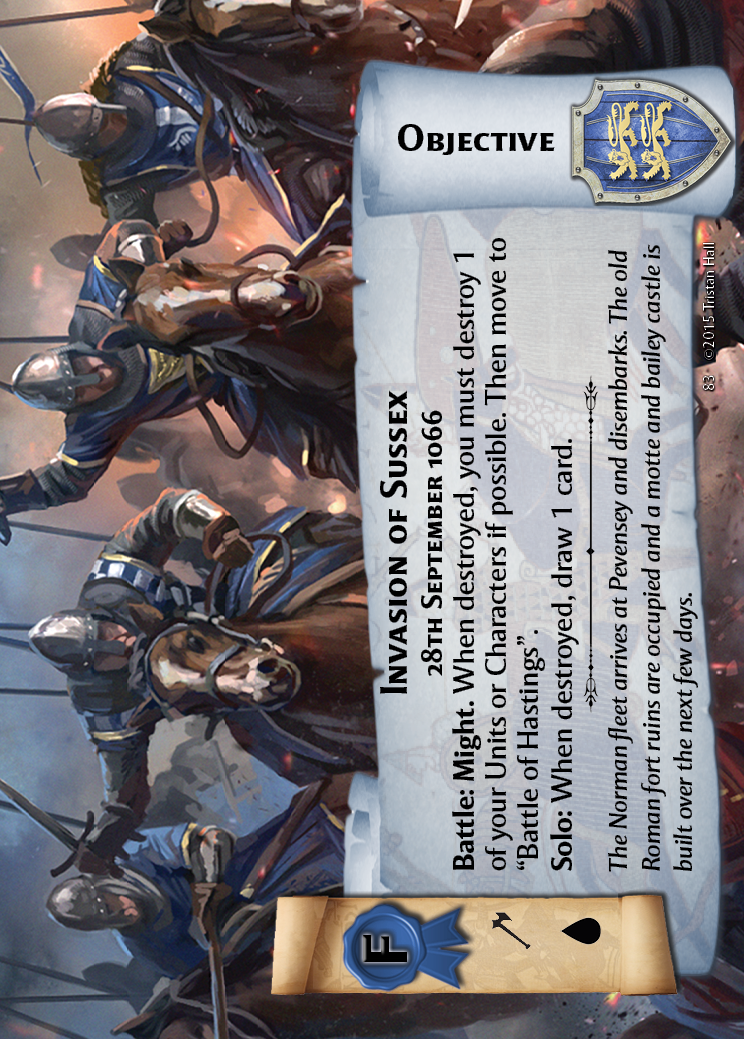 Objective
Invasion of Sussex
28th September 1066
Battle: Might. When destroyed, you must destroy 1
of your Units or Characters if possible. Then move to
“Battle of Hastings” .
Solo: When destroyed, draw 1 card.
The Norman fleet arrives at Pevensey and disembarks. The old
Roman fort ruins are occupied and a motte and bailey castle is
built over the next few days.
F
83 ©2015 Tristan Hall